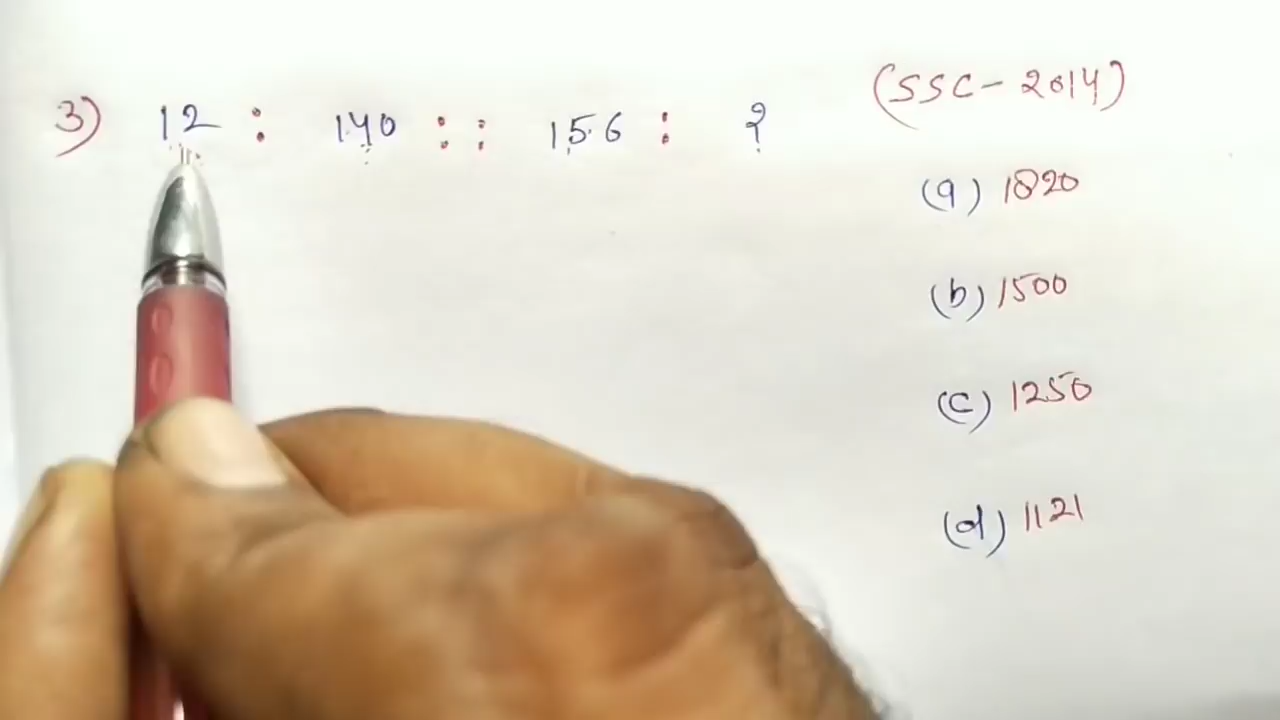 (SSC - 2014)
3) 12 : 140 :: 156 : ?
(a) 1820
(b) 1500
(c) 1250
(d) 1121